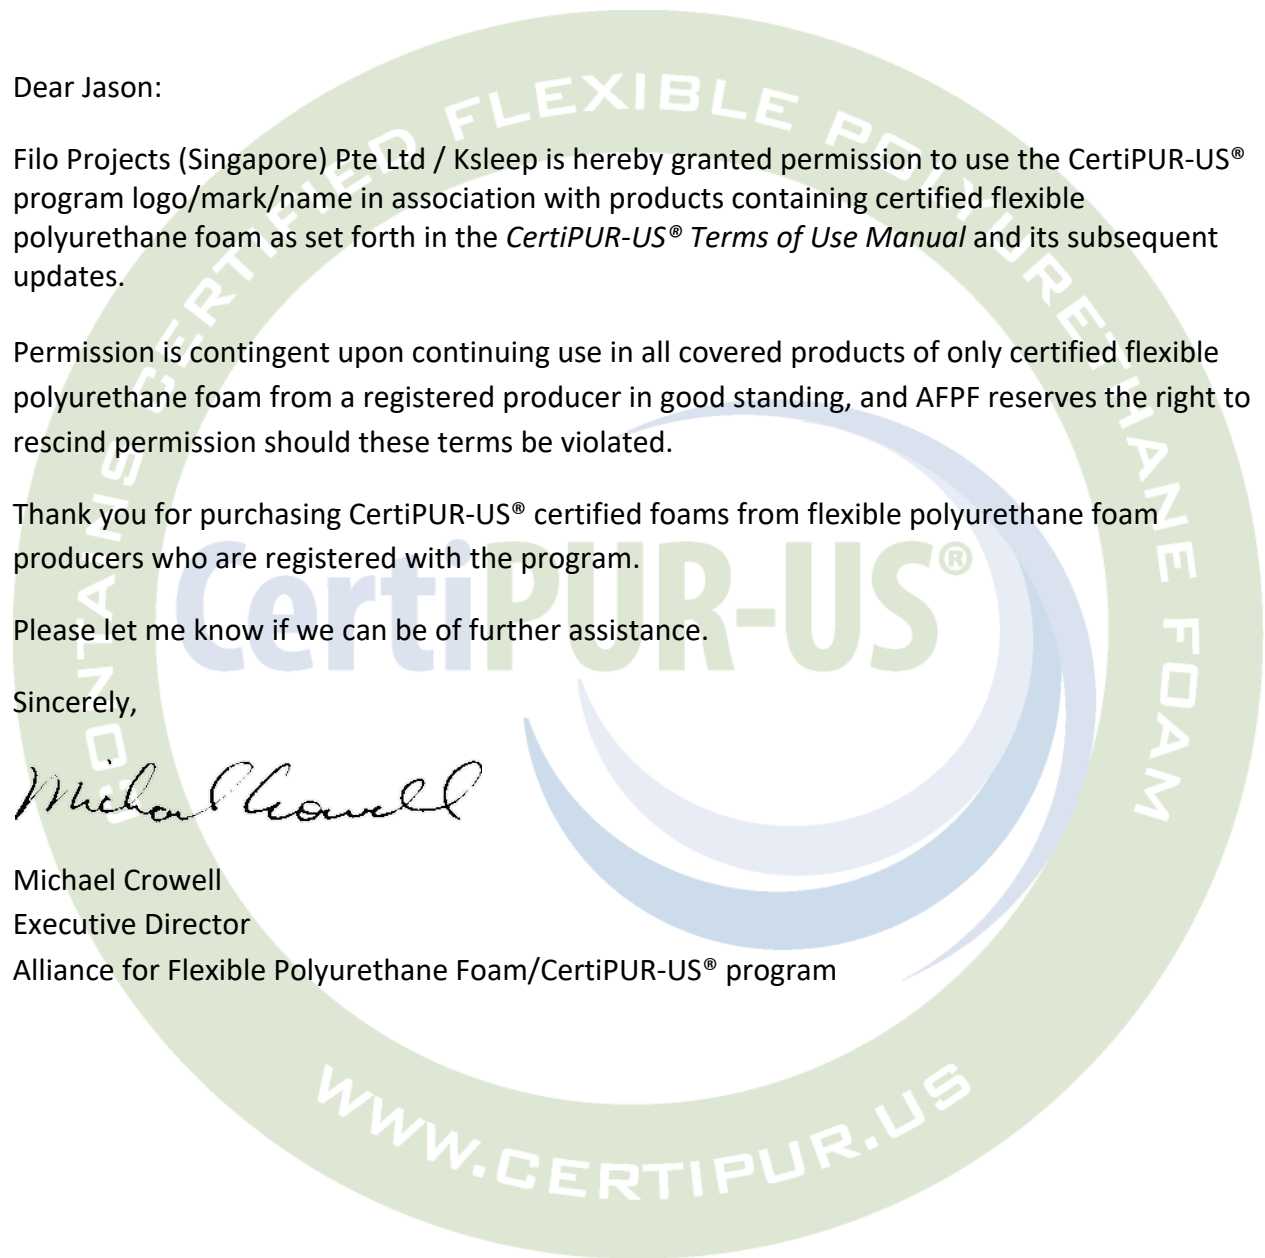 Dear Jason:
Filo Projects (Singapore) Pte Ltd / Ksleep is hereby granted permission to use the CertiPUR-US®
program logo/mark/name in association with products containing certified flexible
polyurethane foam as set forth in the CertiPUR-US® Terms of Use Manual and its subsequent
updates.
Permission is contingent upon continuing use in all covered products of only certified flexible
polyurethane foam from a registered producer in good standing, and AFPF reserves the right to
rescind permission should these terms be violated.
Thank you for purchasing CertiPUR-US® certified foams from flexible polyurethane foam
producers who are registered with the program.
Please let me know if we can be of further assistance.
Sincerely,
Michael Crowell
Michael Crowell
Executive Director
Alliance for Flexible Polyurethane Foam/CertiPUR-US® program
CONTAINS CERTIFIED FLEXIBLE POLYURETHANE FOAM
CertiPUR-US®
WWW.CERTIPUR.US